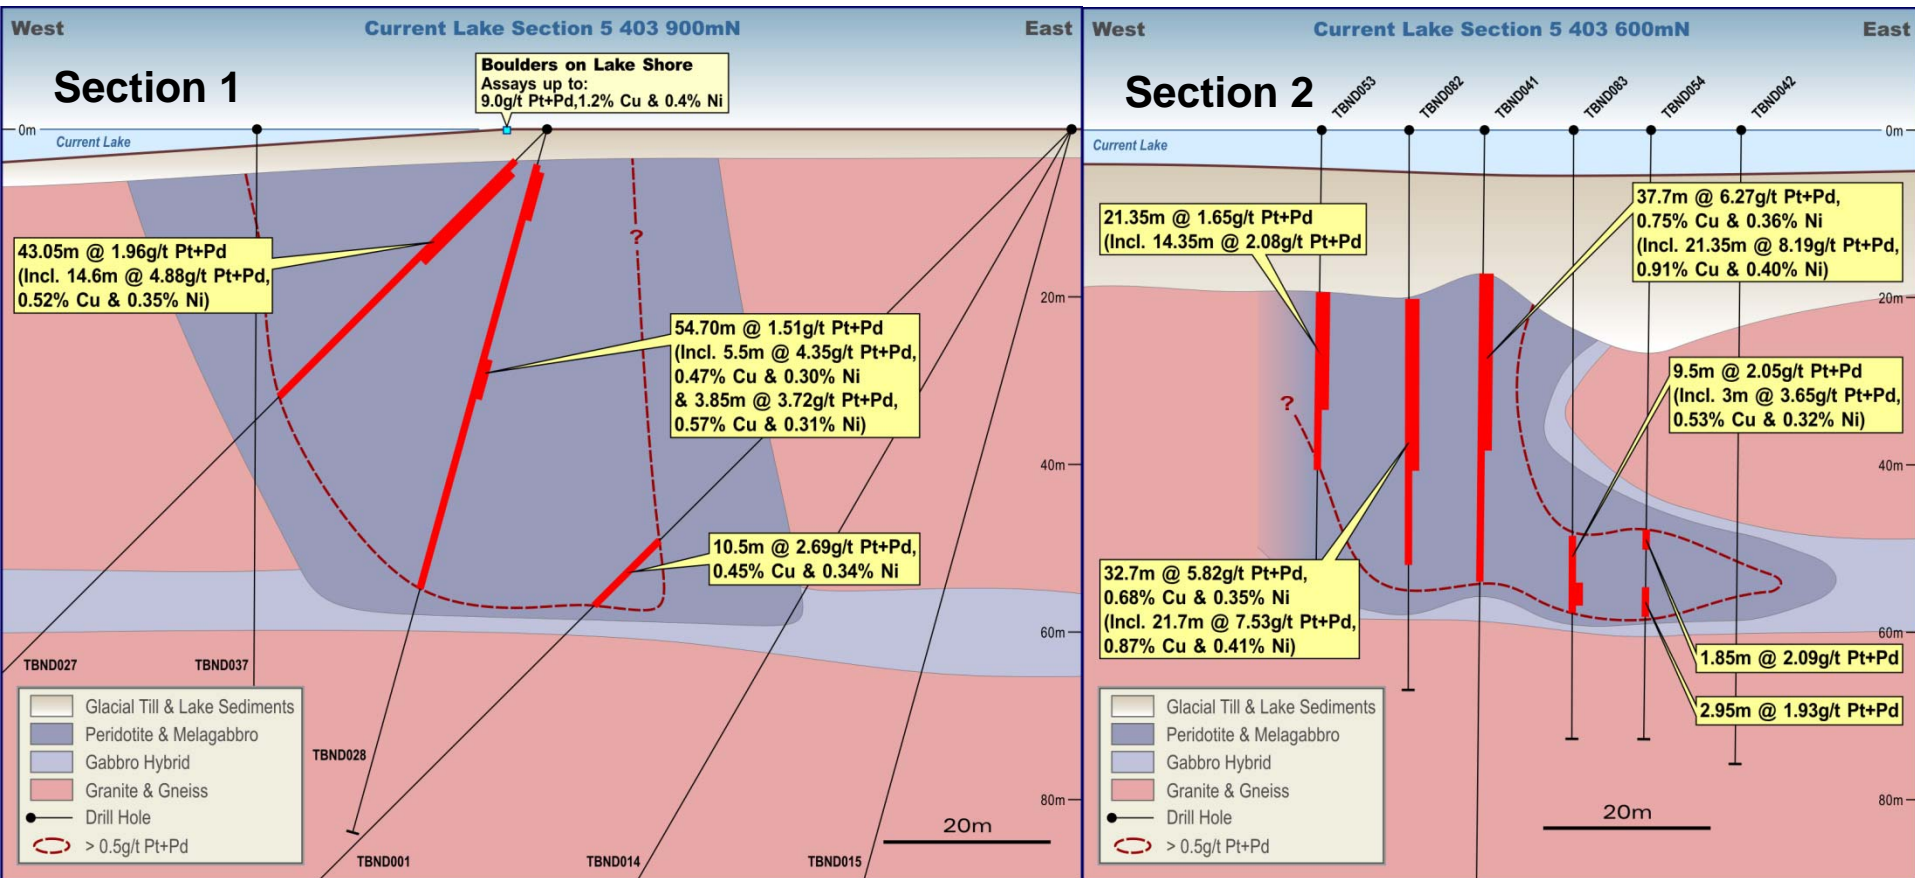 West
Current Lake Section 5 403 900mN
East
Section 1
Boulders on Lake Shore
Assays up to:
9.0g/t Pt+Pd,1.2% Cu & 0.4% Ni
0m
Current Lake
43.05m @ 1.96g/t Pt+Pd
(Incl. 14.6m @ 4.88g/t Pt+Pd,
0.52% Cu & 0.35% Ni)
?
20m
54.70m @ 1.51g/t Pt+Pd
(Incl. 5.5m @ 4.35g/t Pt+Pd,
0.47% Cu & 0.30% Ni
& 3.85m @ 3.72g/t Pt+Pd,
0.57% Cu & 0.31% Ni)
40m
10.5m @ 2.69g/t Pt+Pd,
0.45% Cu & 0.34% Ni
60m
TBND027
TBND037
TBND028
TBND001
TBND014
TBND015
80m
20m
Glacial Till & Lake Sediments
Peridotite & Melagabbro
Gabbro Hybrid
Granite & Gneiss
Drill Hole
> 0.5g/t Pt+Pd
West
Current Lake Section 5 403 600mN
East
Section 2
TBND053
TBND082
TBND041
TBND083
TBND054
TBND042
0m
Current Lake
21.35m @ 1.65g/t Pt+Pd
(Incl. 14.35m @ 2.08g/t Pt+Pd
37.7m @ 6.27g/t Pt+Pd,
0.75% Cu & 0.36% Ni
(Incl. 21.35m @ 8.19g/t Pt+Pd,
0.91% Cu & 0.40% Ni)
20m
9.5m @ 2.05g/t Pt+Pd
(Incl. 3m @ 3.65g/t Pt+Pd,
0.53% Cu & 0.32% Ni)
?
40m
32.7m @ 5.82g/t Pt+Pd,
0.68% Cu & 0.35% Ni
(Incl. 21.7m @ 7.53g/t Pt+Pd,
0.87% Cu & 0.41% Ni)
60m
1.85m @ 2.09g/t Pt+Pd
2.95m @ 1.93g/t Pt+Pd
80m
20m
Glacial Till & Lake Sediments
Peridotite & Melagabbro
Gabbro Hybrid
Granite & Gneiss
Drill Hole
> 0.5g/t Pt+Pd